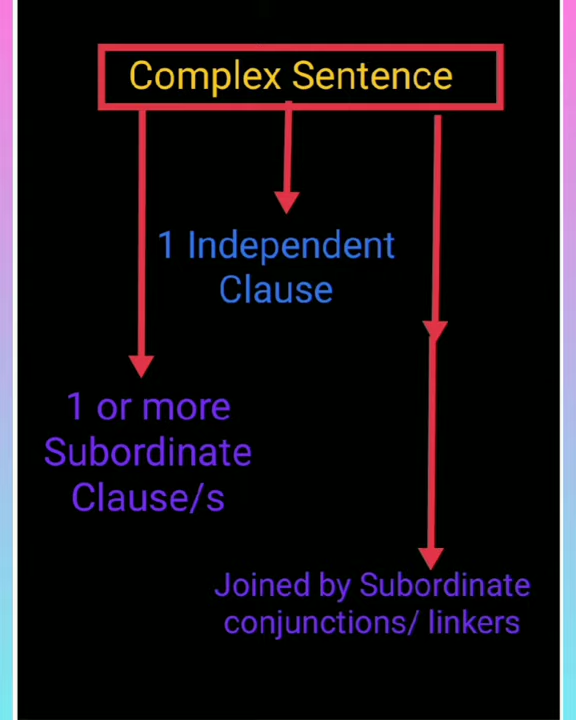 Complex Sentence
1 Independent
Clause
1 or more
Subordinate
Clause/s
Joined by Subordinate
conjunctions/ linkers